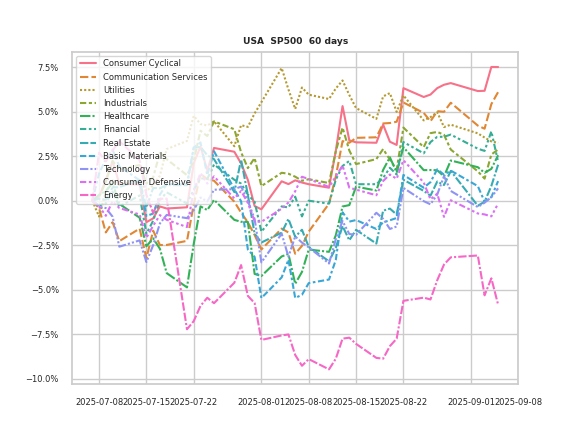 USA  SP500  60 days
7.5%
5.0%
2.5%
0.0%
−2.5%
−5.0%
−7.5%
−10.0%
Consumer Cyclical
Communication Services
Utilities
Industrials
Healthcare
Financial
Real Estate
Basic Materials
Technology
Consumer Defensive
Energy
2025-07-08
2025-07-15
2025-07-22
2025-08-01
2025-08-08
2025-08-15
2025-08-22
2025-09-01
2025-09-08